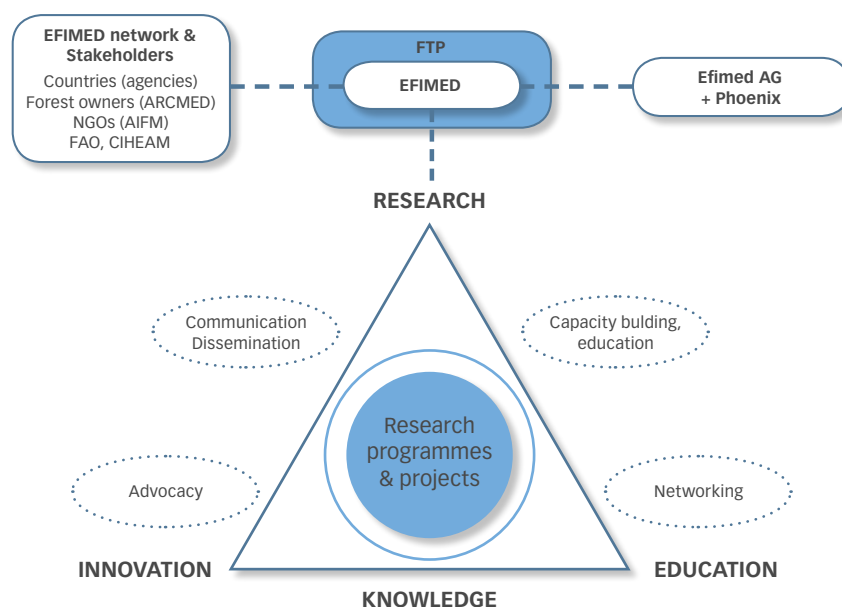 EFIMED network &
Stakeholders
Countries (agencies)
Forest owners (ARCMED)
NGOs (AIFM)
FAO, CIHEAM
FTP
EFIMED
Efimed AG
+ Phoenix
RESEARCH
Communication
Dissemination
Capacity bulding,
education
Research
programmes
& projects
Advocacy
Networking
INNOVATION
EDUCATION
KNOWLEDGE